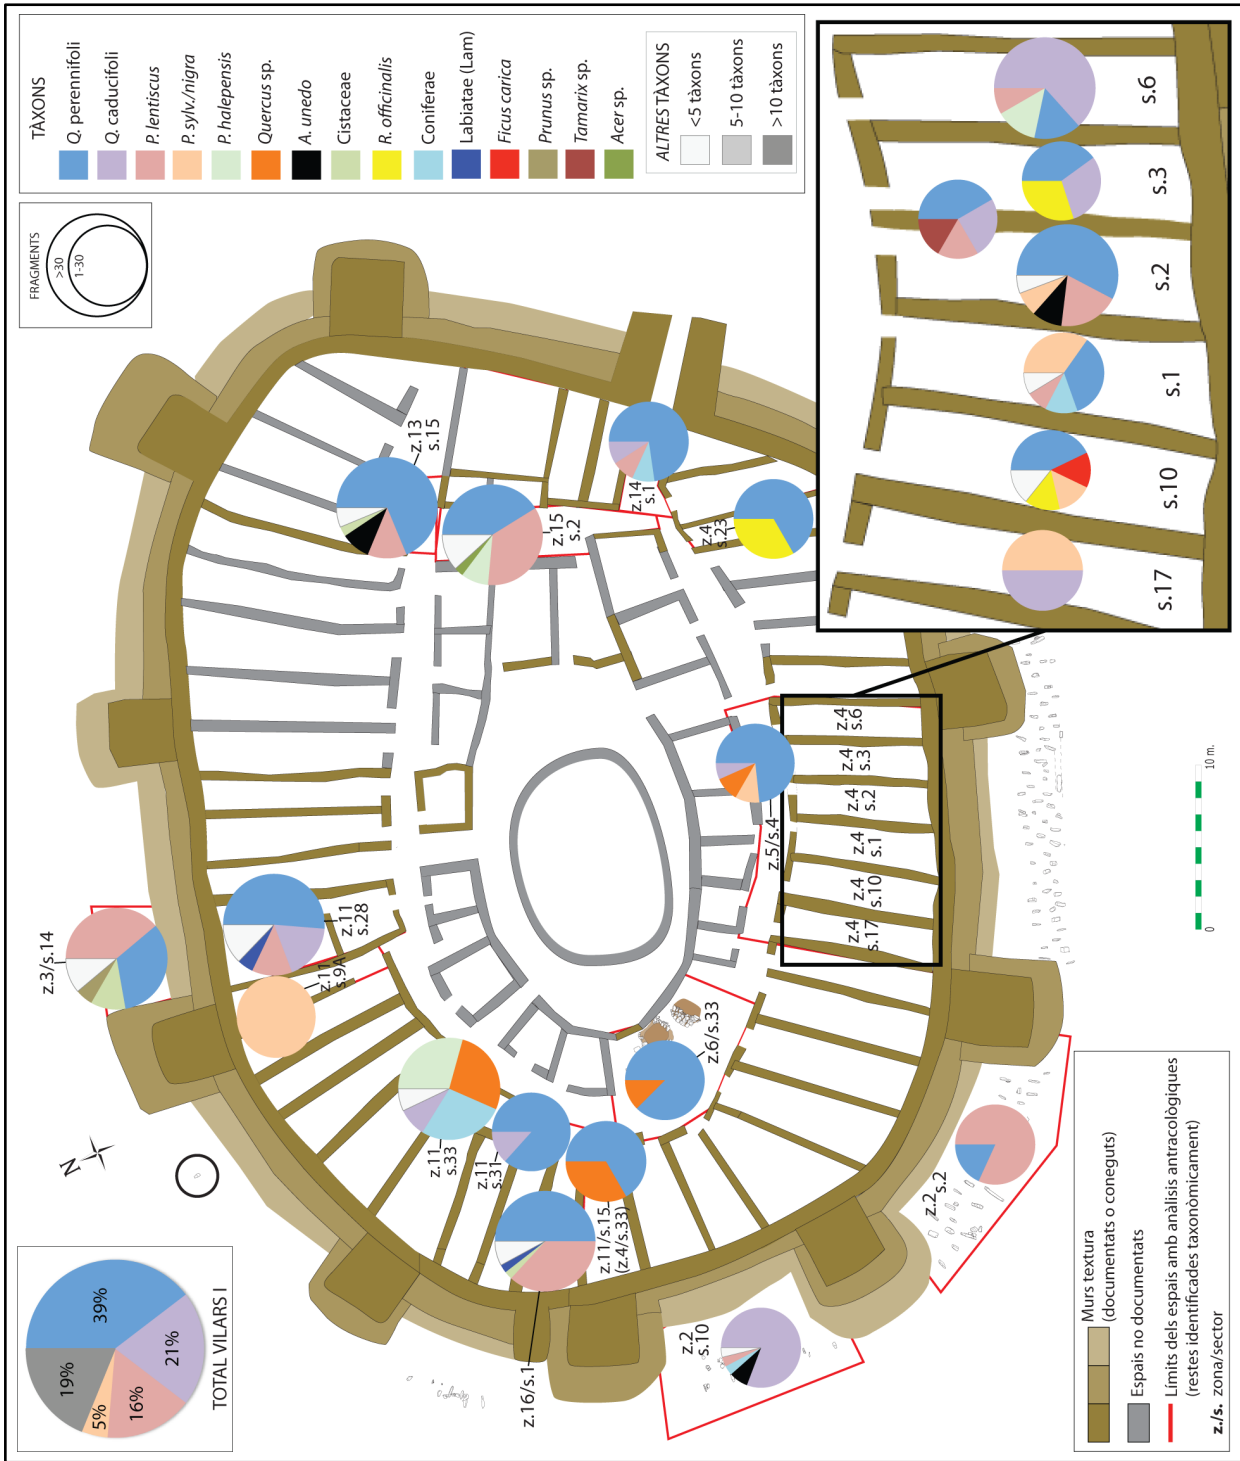 TÀXONS
Q. perennifoli
Q. caducifoli
P. lentiscus
P. sylv./nigra
P. halepensis
Quercus sp.
A. unedo
Cistaceae
R. officinalis
Coniferae
Labiatae (Lam)
Ficus carica
Prunus sp.
Tamarix sp.
Acer sp.
ALTRES TÀXONS
<5 tàxons
5-10 tàxons
>10 tàxons
FRAGMENTS
>30
1-30
N
TOTAL VILARS I
39%
21%
16%
5%
19%
z.3/s.14
z.11
s.28
z.11
s.9A
z.11
s.33
z.11
s.31
z.11/s.15
(z.4/s.33)
z.16/s.1
z.2
s.10
z.2
s.2
z.6/s.33
z.5/s.4
z.13
s.15
z.15
s.2
z.14
s.1
z.4
s.23
z.4
s.17
z.4
s.10
z.4
s.1
z.4
s.2
z.4
s.3
z.4
s.6
s.17
s.10
s.1
s.2
s.3
s.6
0
10 m.
Murs textura
(documentats o coneguts)
Espais no documentats
Límits dels espais amb anàlisis antracològiques
(restes identificades taxonòmicament)
z./s. zona/sector